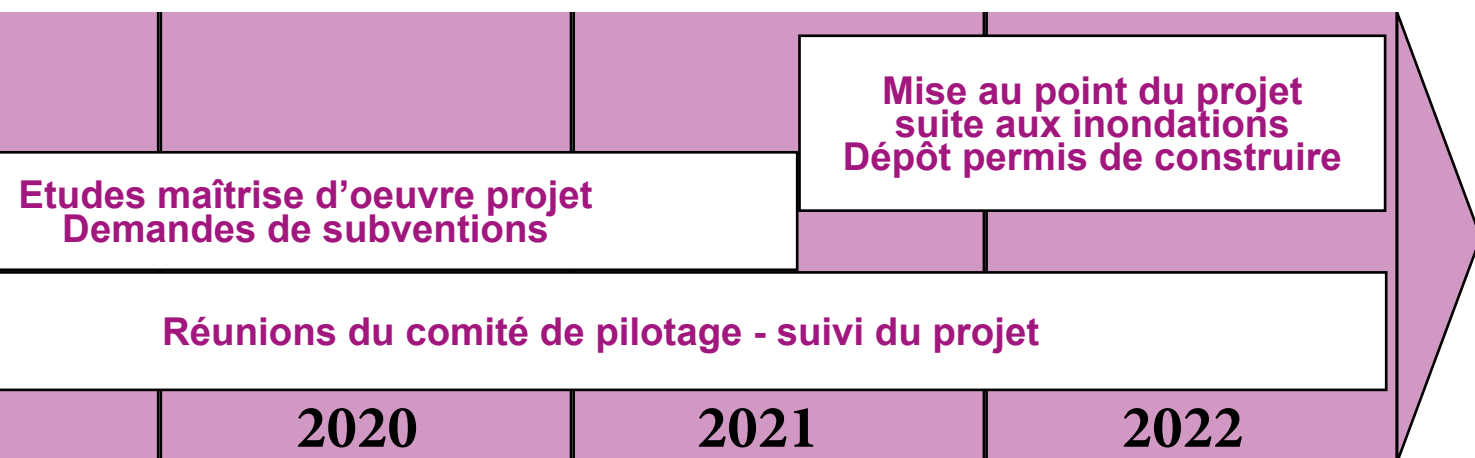 Mise au point du projet
suite aux inondations
Dépôt permis de construire
Etudes maîtrise d'oeuvre projet
Demandes de subventions
Réunions du comité de pilotage - suivi du projet
2020
2021
2022